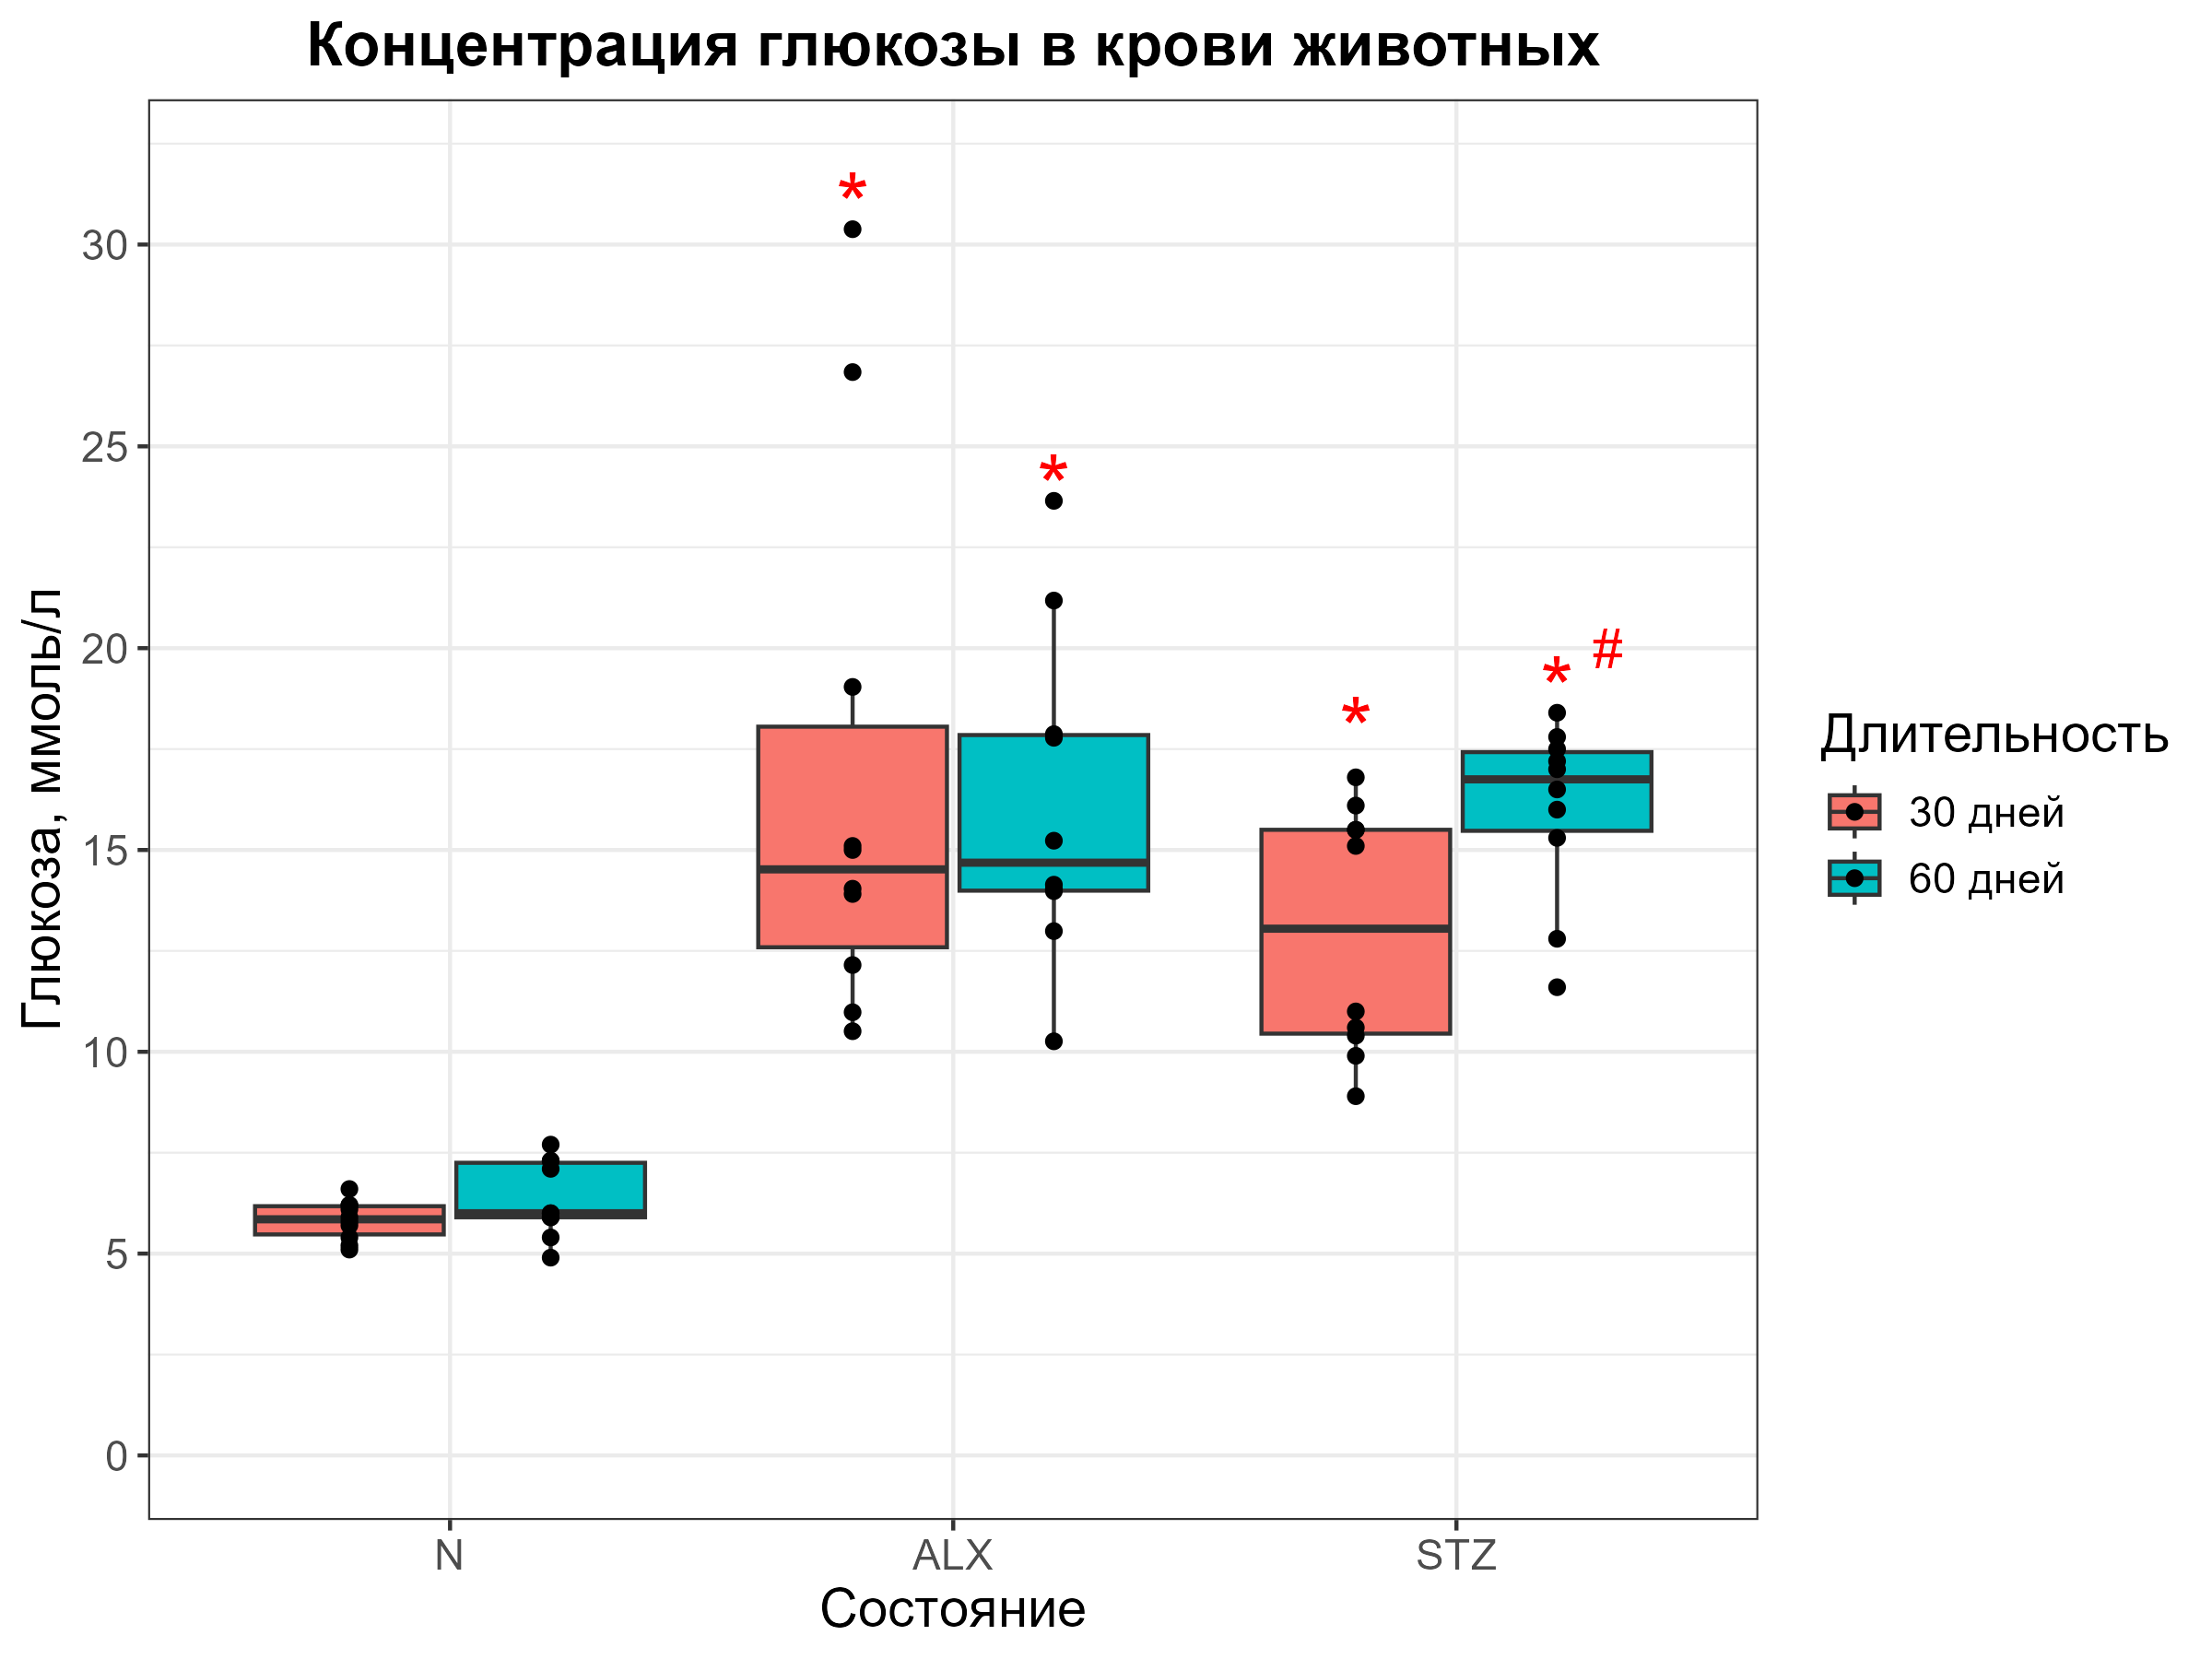 Концентрация глюкозы в крови животных
Глюкоза, ммоль/л
30
25
20
15
10
5
0
*
*
*
*
#
N
ALX
STZ
Состояние
Длительность
30 дней
60 дней